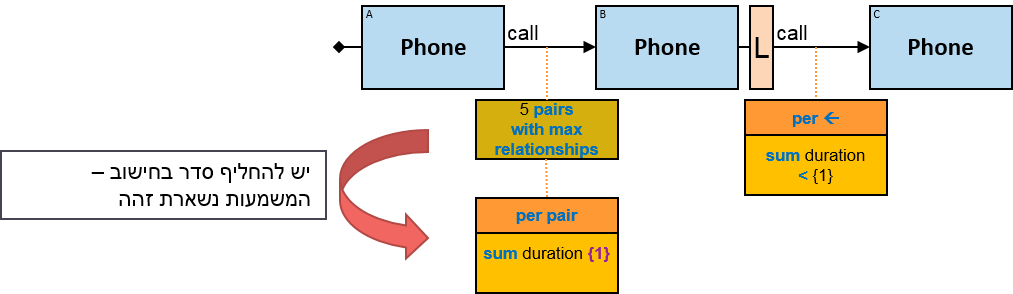 A
Phone
call
B
Phone
L
call
C
Phone
5 pairs
with max
relationships
per ←
sum duration
< {1}
יש להחליף סדר בחישוב –
המשמעות נשארת זהה
per pair
sum duration {1}